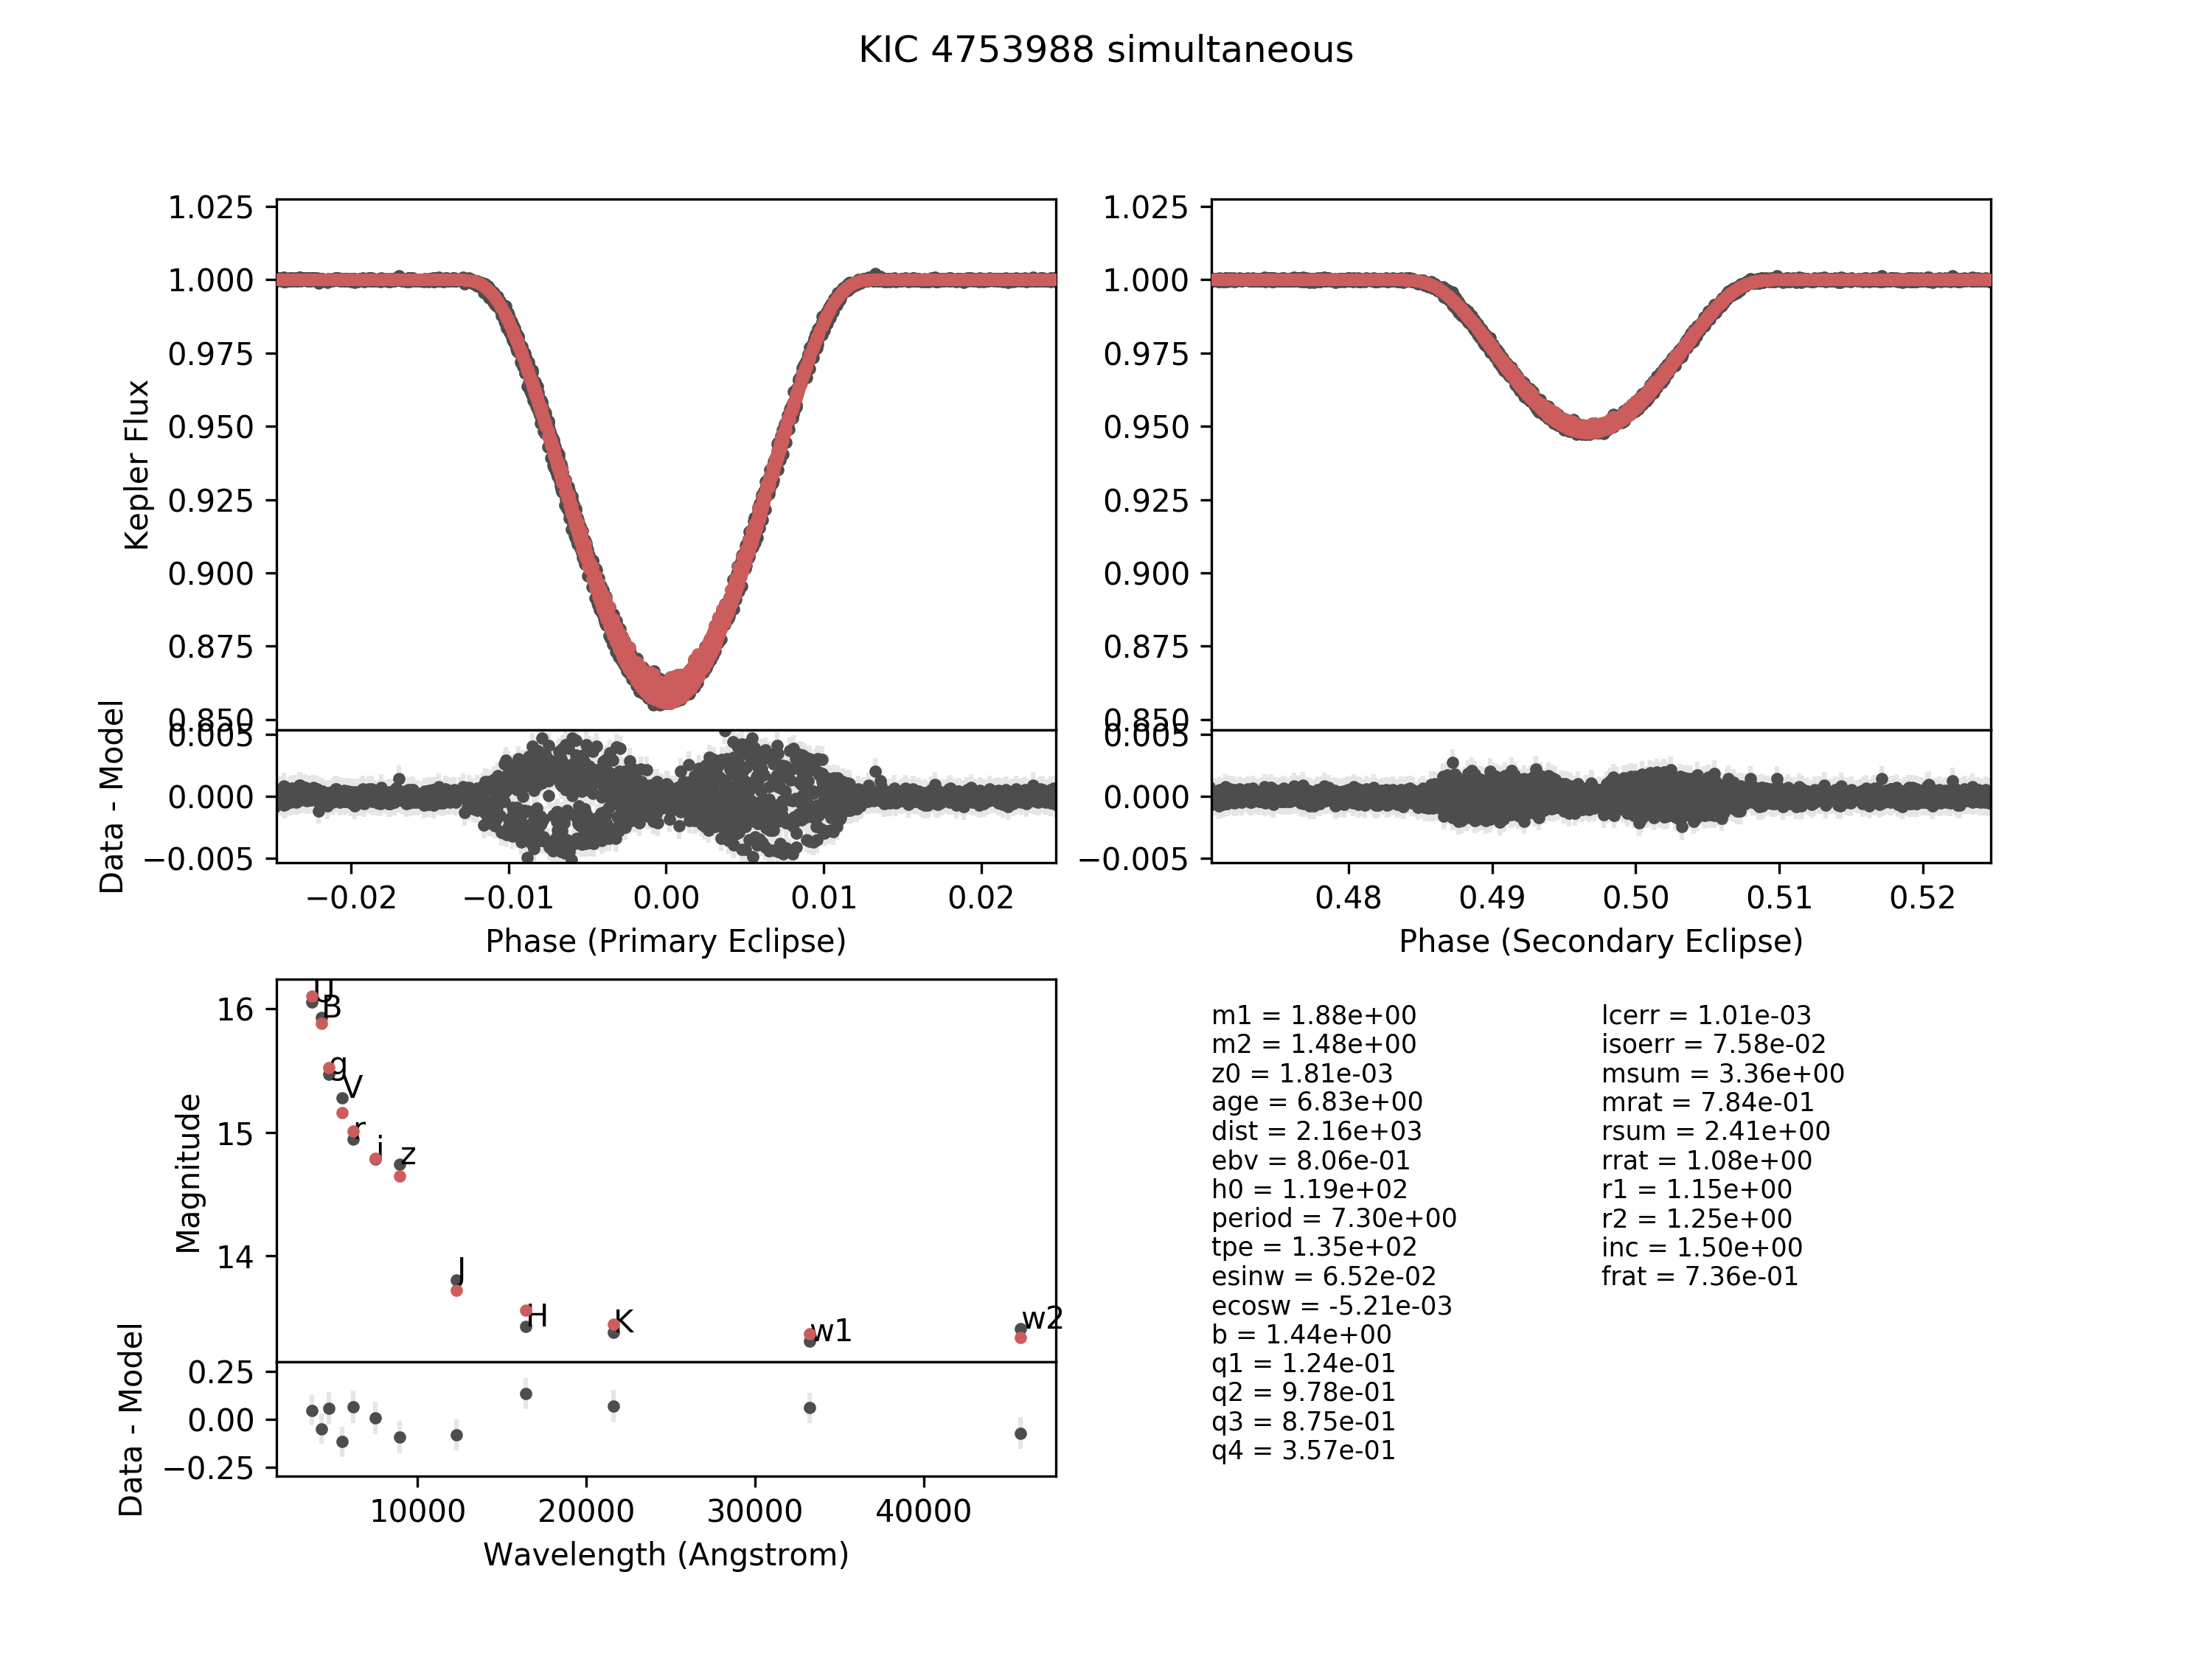 KIC 4753988 simultaneous
1.025
1.000
0.975
0.950
0.925
0.900
0.875
0.850
Kepler Flux
0.005
0.000
−0.005
Data - Model
−0.02 −0.01 0.00 0.01 0.02
Phase (Primary Eclipse)
1.025
1.000
0.975
0.950
0.925
0.900
0.875
0.850
0.005
0.000
−0.005
0.48 0.49 0.50 0.51 0.52
Phase (Secondary Eclipse)
16
15
14
Magnitude
U
B
g
V
r
i
z
J
H
K
w1
w2
0.25
0.00
−0.25
Data - Model
10000 20000 30000 40000
Wavelength (Angstrom)
m1 = 1.88e+00
m2 = 1.48e+00
z0 = 1.81e-03
age = 6.83e+00
dist = 2.16e+03
ebv = 8.06e-01
h0 = 1.19e+02
period = 7.30e+00
tpe = 1.35e+02
esinw = 6.52e-02
ecosw = -5.21e-03
b = 1.44e+00
q1 = 1.24e-01
q2 = 9.78e-01
q3 = 8.75e-01
q4 = 3.57e-01
lcerr = 1.01e-03
isoerr = 7.58e-02
msum = 3.36e+00
mrat = 7.84e-01
rsum = 2.41e+00
rrat = 1.08e+00
r1 = 1.15e+00
r2 = 1.25e+00
inc = 1.50e+00
frat = 7.36e-01